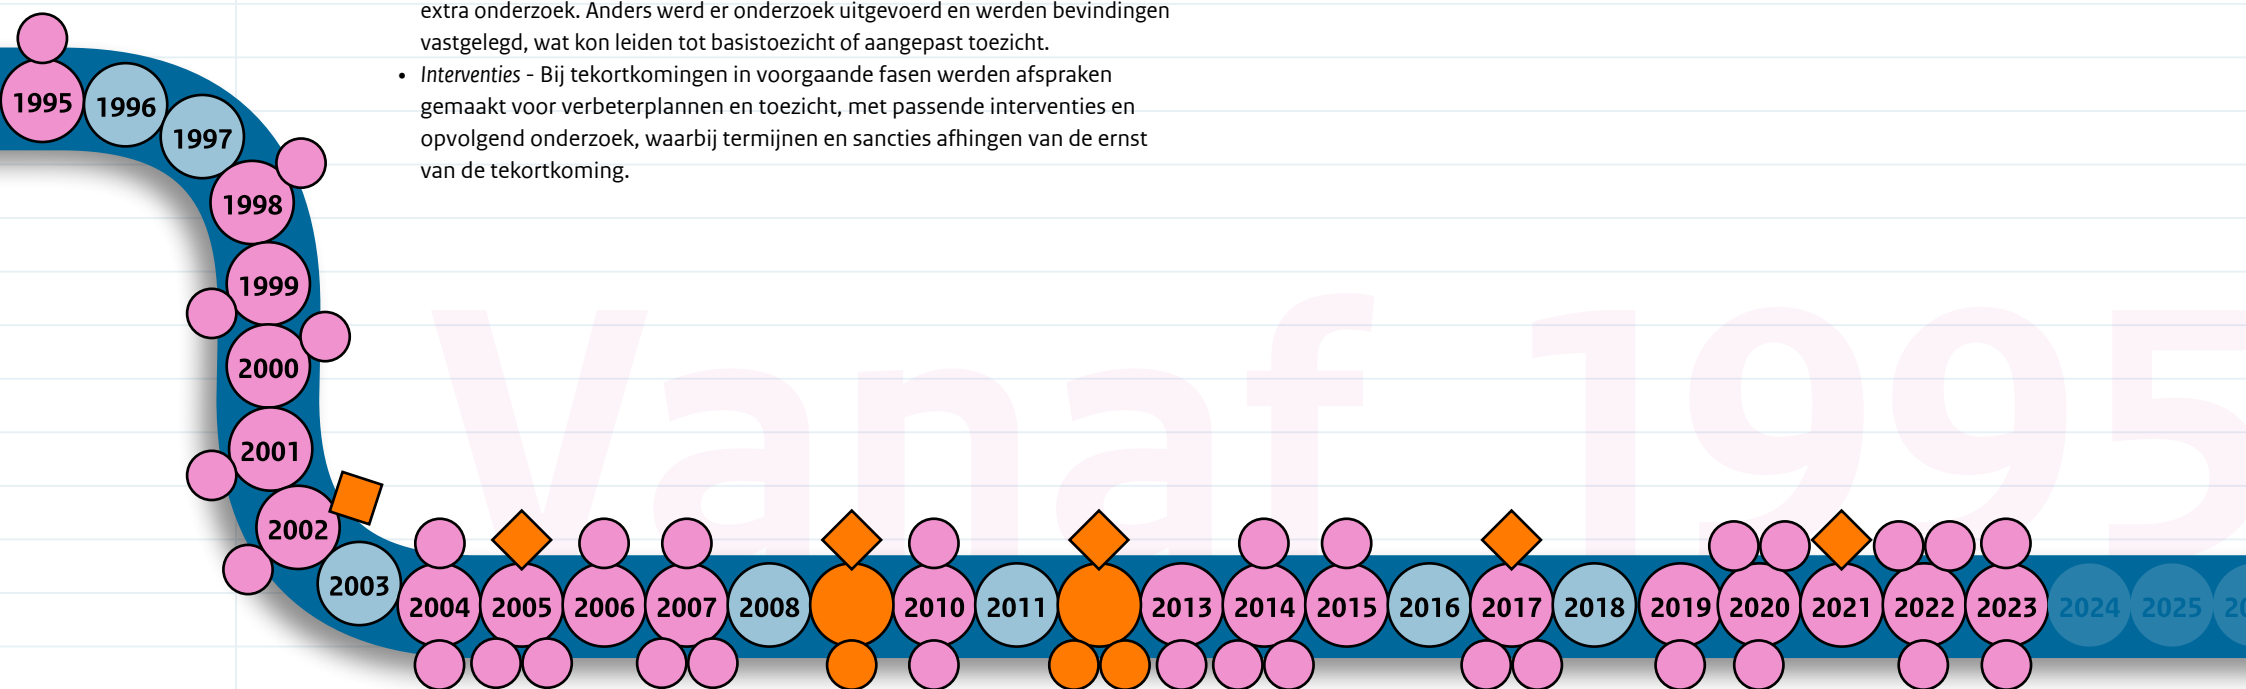 extra onderzoek. Anders werd er onderzoek uitgevoerd en werden bevindingen
vastgelegd, wat kon leiden tot basistoezicht of aangepast toezicht.
• Interventies - Bij tekortkomingen in voorgaande fasen werden afspraken
gemaakt voor verbeterplannen en toezicht, met passende interventies en
opvolgend onderzoek, waarbij termijnen en sancties afhingen van de ernst
van de tekortkoming.
Vanaf 1995
1995
1996
1997
1998
1999
2000
2001
2002
2003
2004 2005 2006 2007 2008 2010 2011 2013 2014 2015 2016 2017 2018 2019 2020 2021 2022 2023 2024 2025